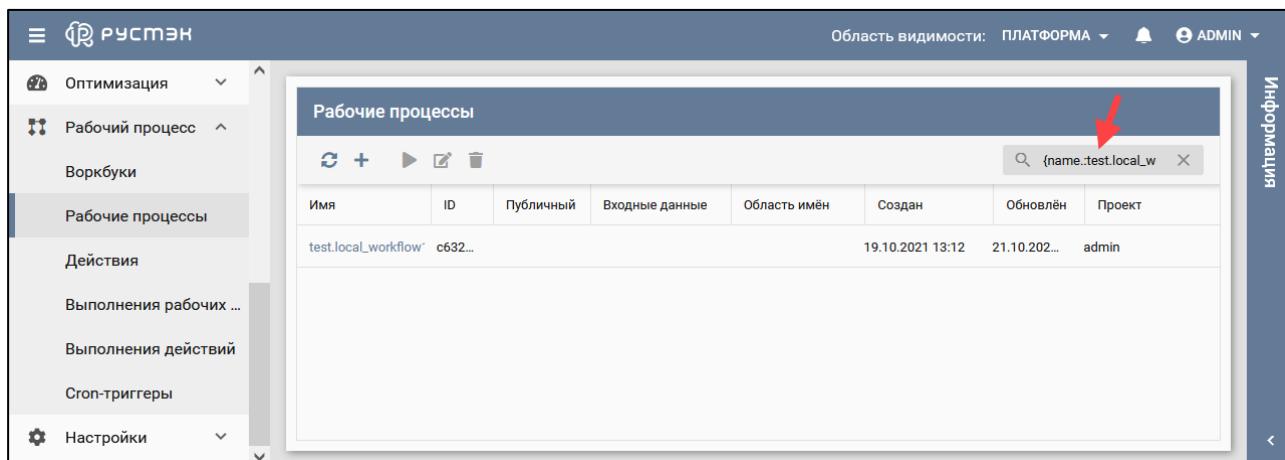 РУСТЭК
Область видимости: ПЛАТФОРМА
ADMIN
Оптимизация
Рабочий процесс
Воркбуки
Рабочие процессы
Действия
Выполнения рабочих ...
Выполнения действий
Cron-триггеры
Настройки
Рабочие процессы
{name.:test.local_w
Имя ID Публичный Входные данные Область имён Создан Обновлён Проект
test.local_workflow c632... 19.10.2021 13:12 21.10.202... admin
Информация